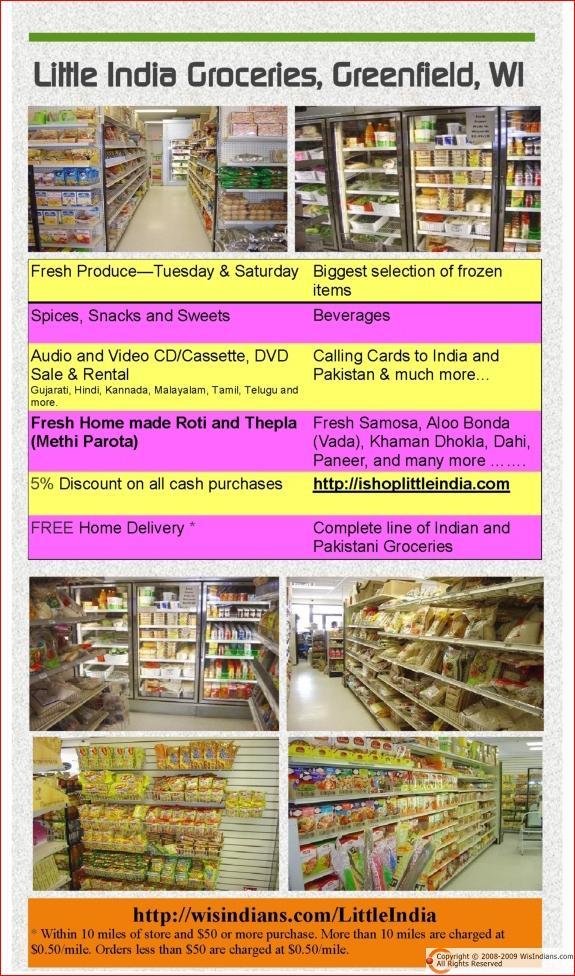 Little India Groceries, Greenfield, WI
Fresh Produce—Tuesday & Saturday
Biggest selection of frozen
items
Spices, Snacks and Sweets
Beverages
Audio and Video CD/Cassette, DVD
Sale & Rental
Gujarati, Hindi, Kannada, Malayalam, Tamil, Telugu and
more.
Calling Cards to India and
Pakistan & much more…
Fresh Home made Roti and Thepla
(Methi Parota)
Fresh Samosa, Aloo Bonda
(Vada), Khaman Dhokla, Dahi,
Paneer, and many more …….
5% Discount on all cash purchases
http://ishoplittleindia.com
FREE Home Delivery *
Complete line of Indian and
Pakistani Groceries
http://wisindians.com/LittleIndia
* Within 10 miles of store and $50 or more purchase. More than 10 miles are charged at
$0.50/mile. Orders less than $50 are charged at $0.50/mile.
Copyright © 2008-2009 WisIndians.com
All Rights Reserved